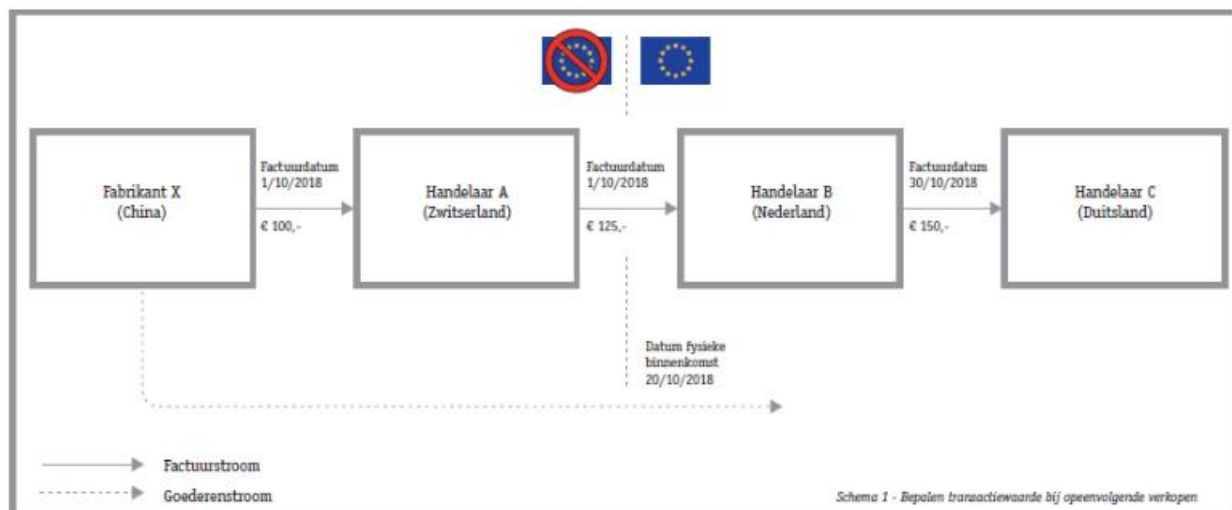 Fabrikant X
(China)
Factuurdatum
1/10/2018
€ 100,-
Handelaar A
(Zwitserland)
Factuurdatum
1/10/2018
€ 125,-
Handelaar B
(Nederland)
Factuurdatum
30/10/2018
€ 150,-
Handelaar C
(Duitsland)
Datum fysieke
binnenkomst
20/10/2018
Factuurstroom
Goederenstroom
Schema 1 - Bepalen transactiewaarde bij opeenvolgende verkopen